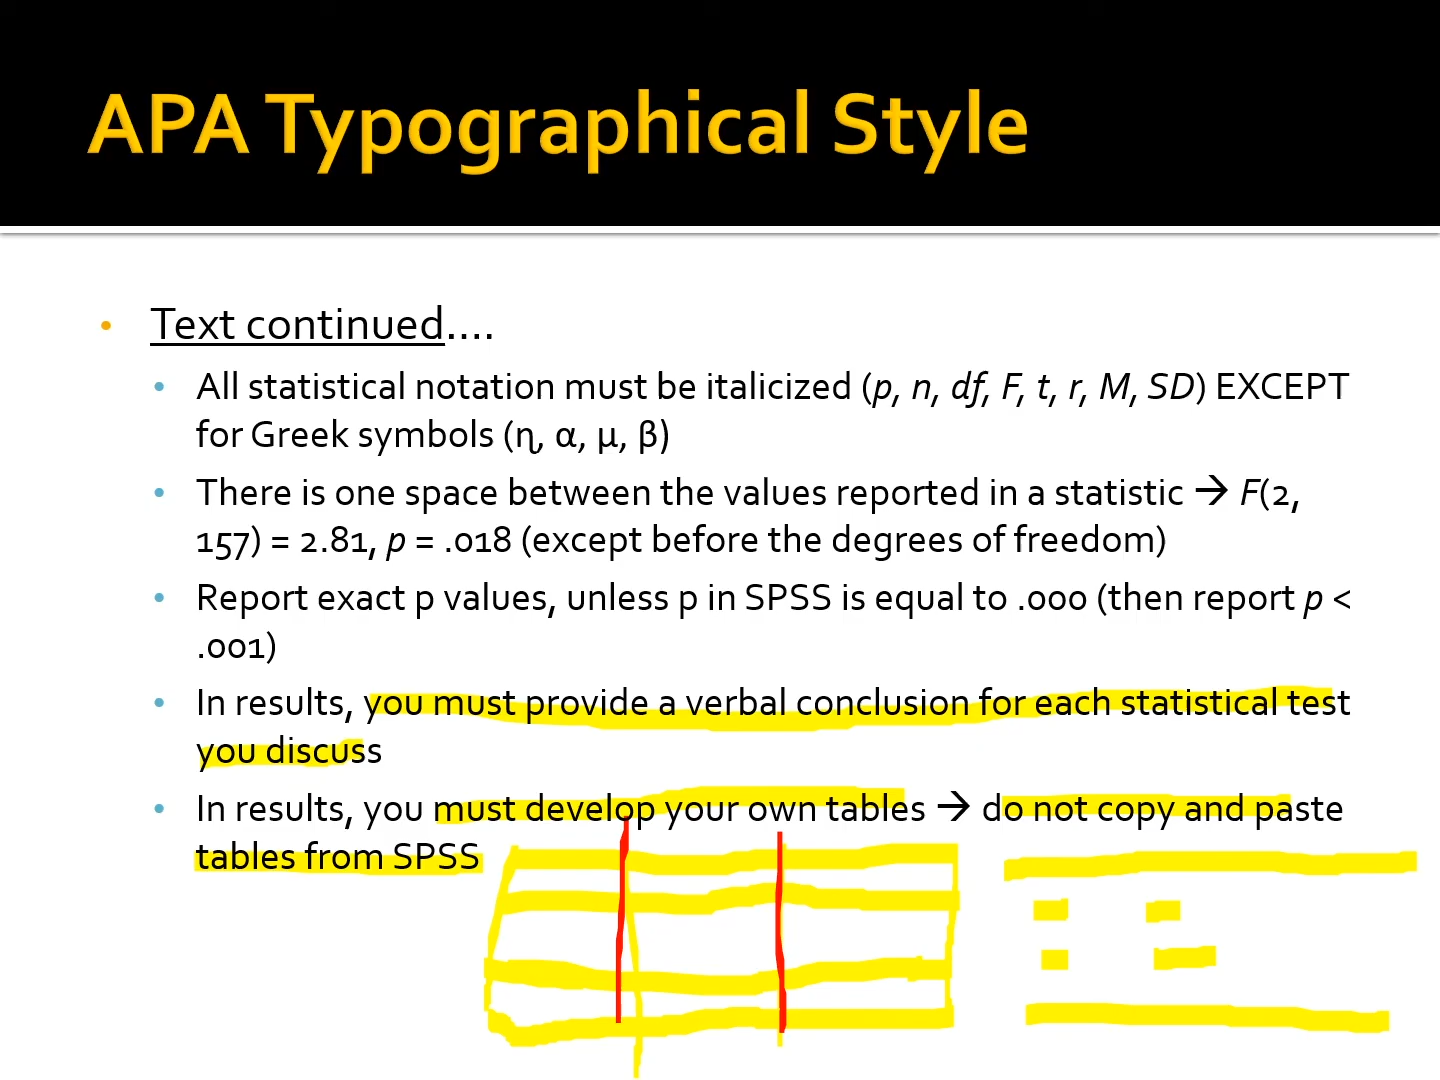 APA Typographical Style
• Text continued....
• All statistical notation must be italicized (p, n, df, F, t, r, M, SD) EXCEPT
for Greek symbols (ɳ, α, μ, β)
• There is one space between the values reported in a statistic → F(2,
157) = 2.81, p = .018 (except before the degrees of freedom)
• Report exact p values, unless p in SPSS is equal to .000 (then report p <
.001)
• In results, you must provide a verbal conclusion for each statistical test
you discuss
• In results, you must develop your own tables → do not copy and paste
tables from SPSS